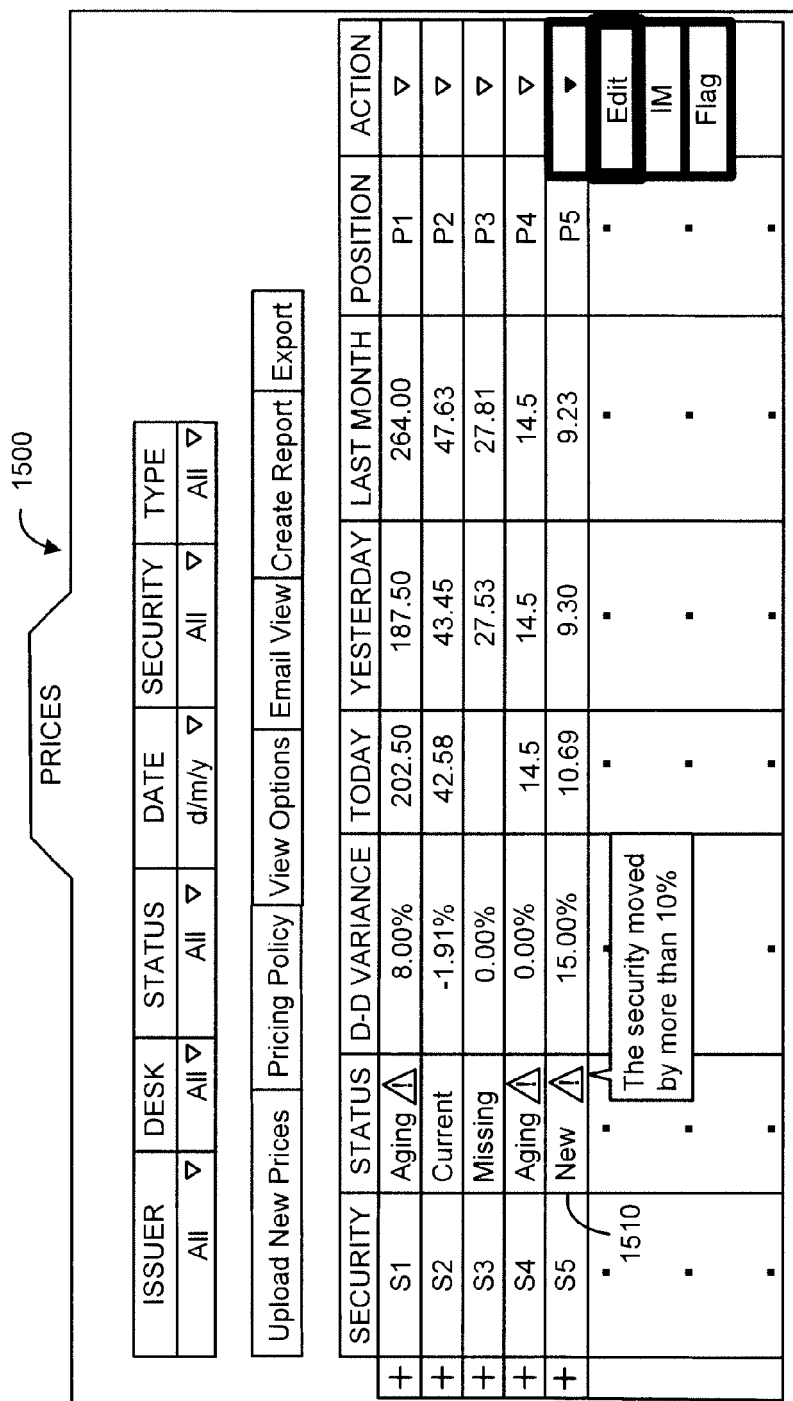 1500
PRICES
ISSUER DESK STATUS DATE SECURITY TYPE
All All All d/m/y All All
Upload New Prices Pricing Policy View Options Email View Create Report Export
SECURITY STATUS D-D VARIANCE TODAY YESTERDAY LAST MONTH POSITION ACTION
+ S1 Aging 8.00% 202.50 187.50 264.00 P1
+ S2 Current -1.91% 42.58 43.45 47.63 P2
+ S3 Missing 0.00% 27.53 27.81 P3
+ S4 Aging 0.00% 14.5 14.5 14.5 P4
+ S5 New 15.00% 10.69 9.30 9.23 P5
1510
The security moved
by more than 10%
Edit
IM
Flag